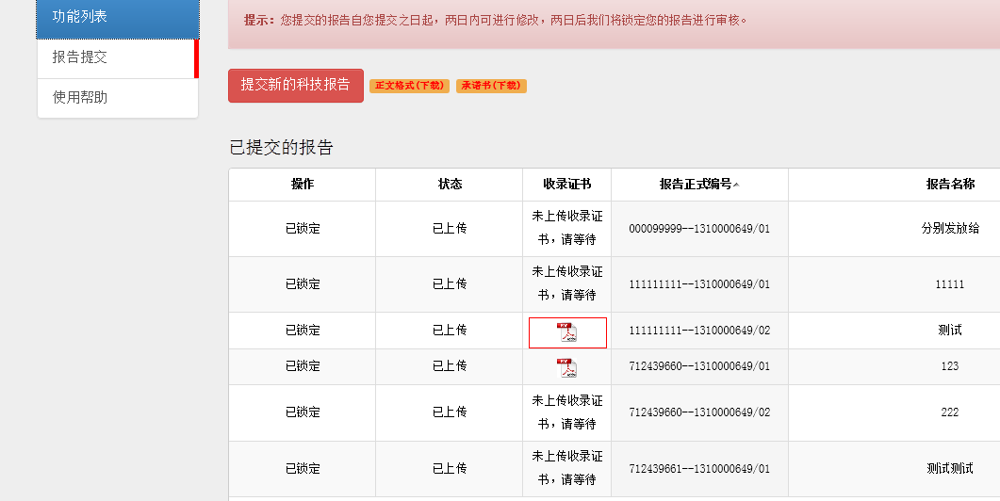 功能列表
报告提交
使用帮助
提示：您提交的报告自您提交之日起，两日内可进行修改，两日后我们将锁定您的报告进行审核。
提交新的科技报告 正文格式(下载) 承诺书(下载)
已提交的报告
操作 状态 收录证书 报告正式编号 报告名称
已锁定 已上传 未上传收录证
书，请等待 000099999--1310000649/01 分别发放给
已锁定 已上传 未上传收录证
书，请等待 111111111--1310000649/01 11111
已锁定 已上传 111111111--1310000649/02 测试
已锁定 已上传 712439660--1310000649/01 123
已锁定 已上传 未上传收录证
书，请等待 712439660--1310000649/02 222
已锁定 已上传 未上传收录证
书，请等待 712439661--1310000649/01 测试测试